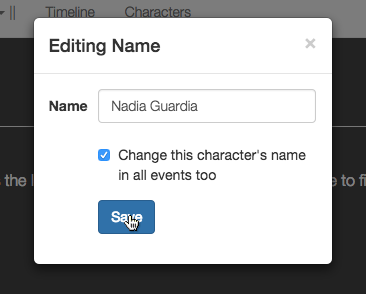 || Timeline Characters
Editing Name ×
Name Nadia Guardia
Change this character's name
in all events too
s the e to fi
Save